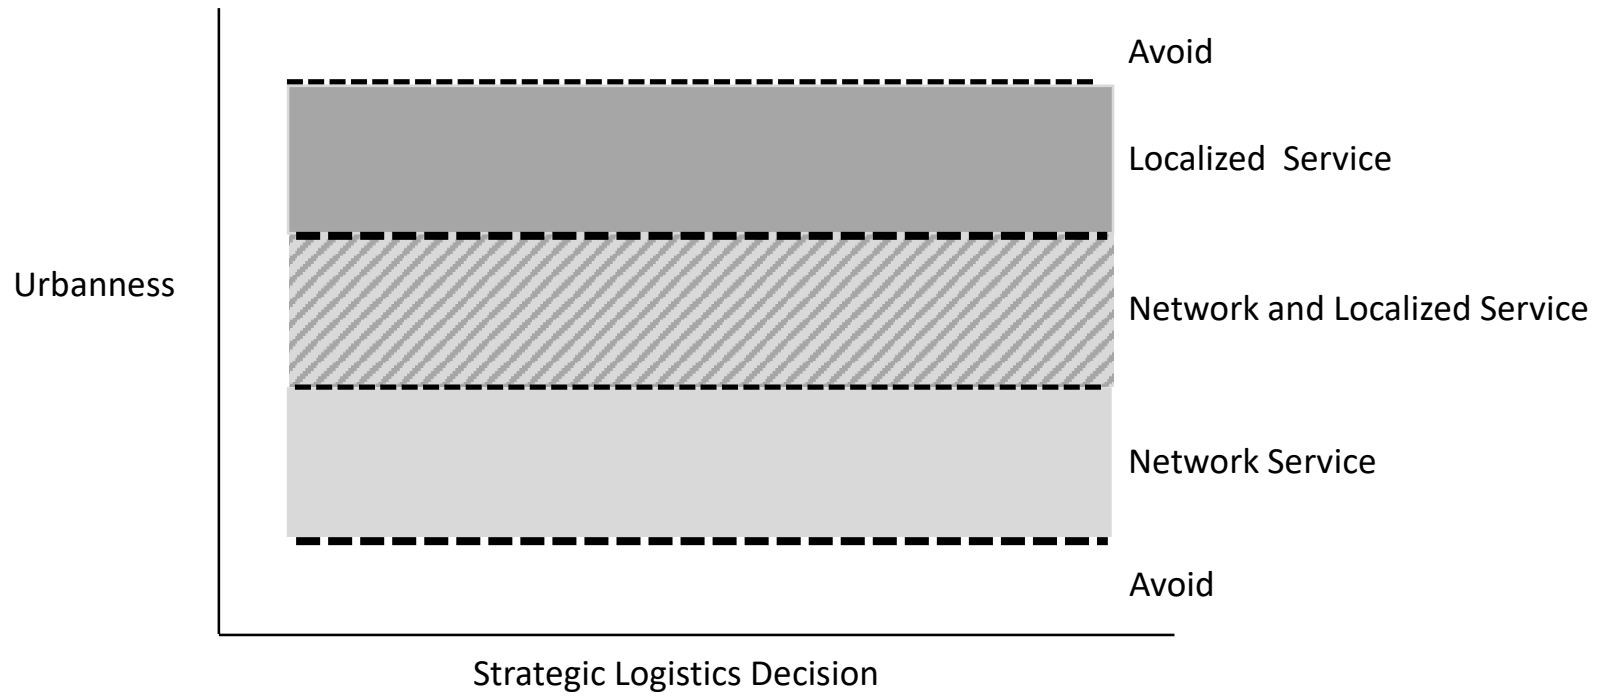 Avoid
Localized  Service
Urbanness
Network and Localized Service
Network Service
Avoid
Strategic Logistics Decision